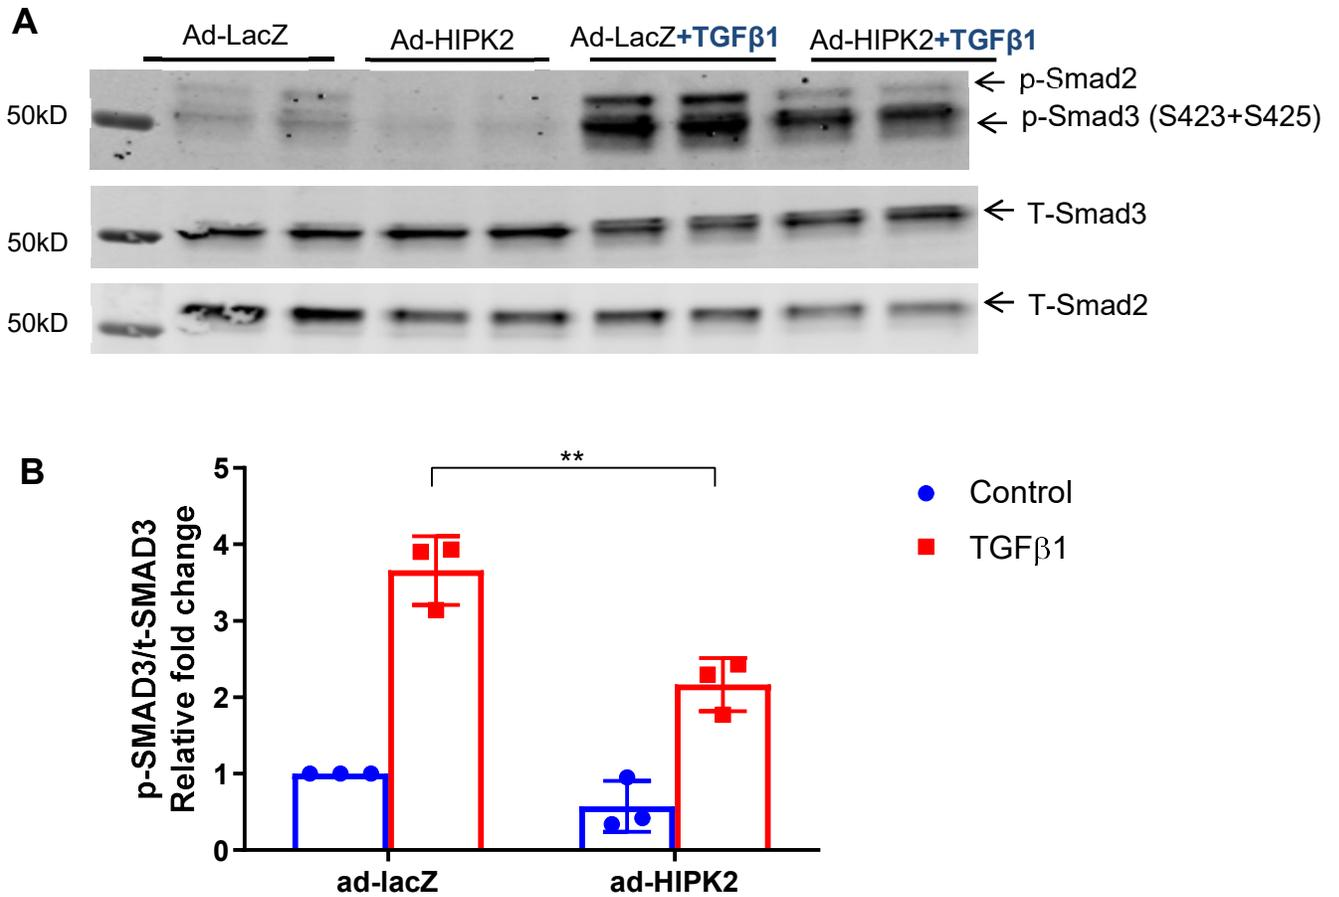 A
Ad-LacZ
Ad-HIPK2
Ad-LacZ+TGFβ1
Ad-HIPK2+TGFβ1
50kD
p-Smad2
p-Smad3 (S423+S425)
50kD
T-Smad3
50kD
T-Smad2
B
p-SMAD3/t-SMAD3
Relative fold change
5
4
3
2
1
0
**
Control
TGFβ1
ad-lacZ
ad-HIPK2